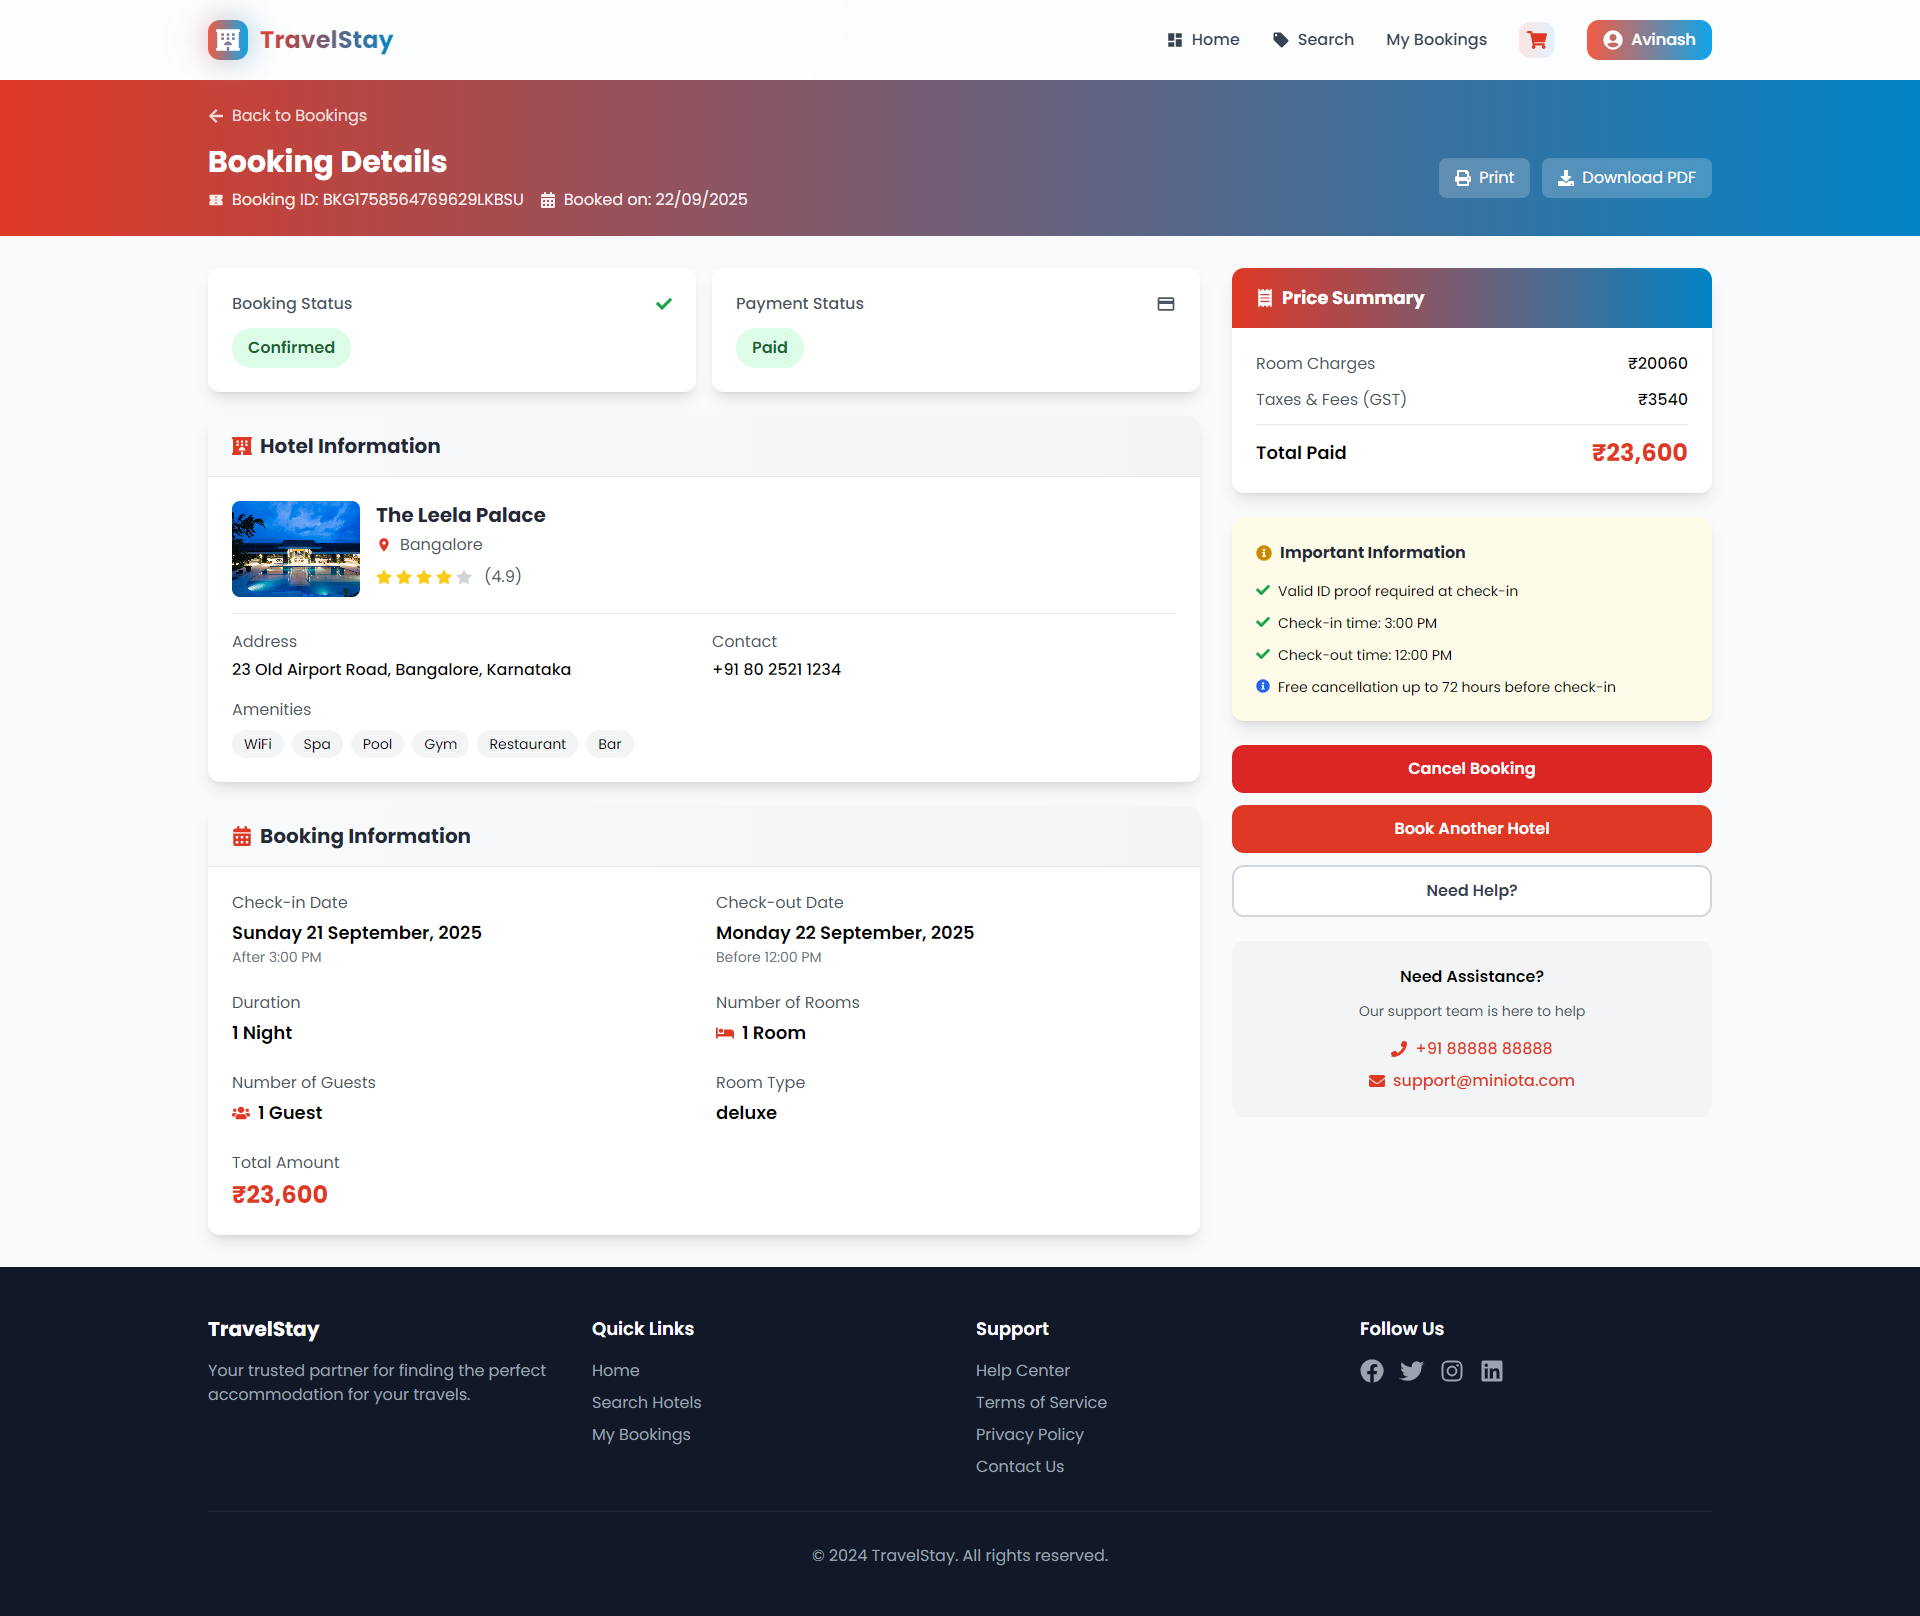 TravelStay
Home
Search
My Bookings
Avinash
Back to Bookings
Booking Details
Booking ID: BKG1758564769629LKBSU
Booked on: 22/09/2025
Print
Download PDF
Booking Status
Confirmed
Payment Status
Paid
Hotel Information
The Leela Palace
Bangalore
(4.9)
Address
23 Old Airport Road, Bangalore, Karnataka
Contact
+91 80 2521 1234
Amenities
WiFi
Spa
Pool
Gym
Restaurant
Bar
Booking Information
Check-in Date
Sunday 21 September, 2025
After 3:00 PM
Check-out Date
Monday 22 September, 2025
Before 12:00 PM
Duration
1 Night
Number of Rooms
1 Room
Number of Guests
1 Guest
Room Type
deluxe
Total Amount
₹23,600
Price Summary
Room Charges
₹20060
Taxes & Fees (GST)
₹3540
Total Paid
₹23,600
Important Information
Valid ID proof required at check-in
Check-in time: 3:00 PM
Check-out time: 12:00 PM
Free cancellation up to 72 hours before check-in
Cancel Booking
Book Another Hotel
Need Help?
Need Assistance?
Our support team is here to help
+91 88888 88888
support@miniota.com
TravelStay
Your trusted partner for finding the perfect
accommodation for your travels.
Quick Links
Home
Search Hotels
My Bookings
Support
Help Center
Terms of Service
Privacy Policy
Contact Us
Follow Us
© 2024 TravelStay. All rights reserved.